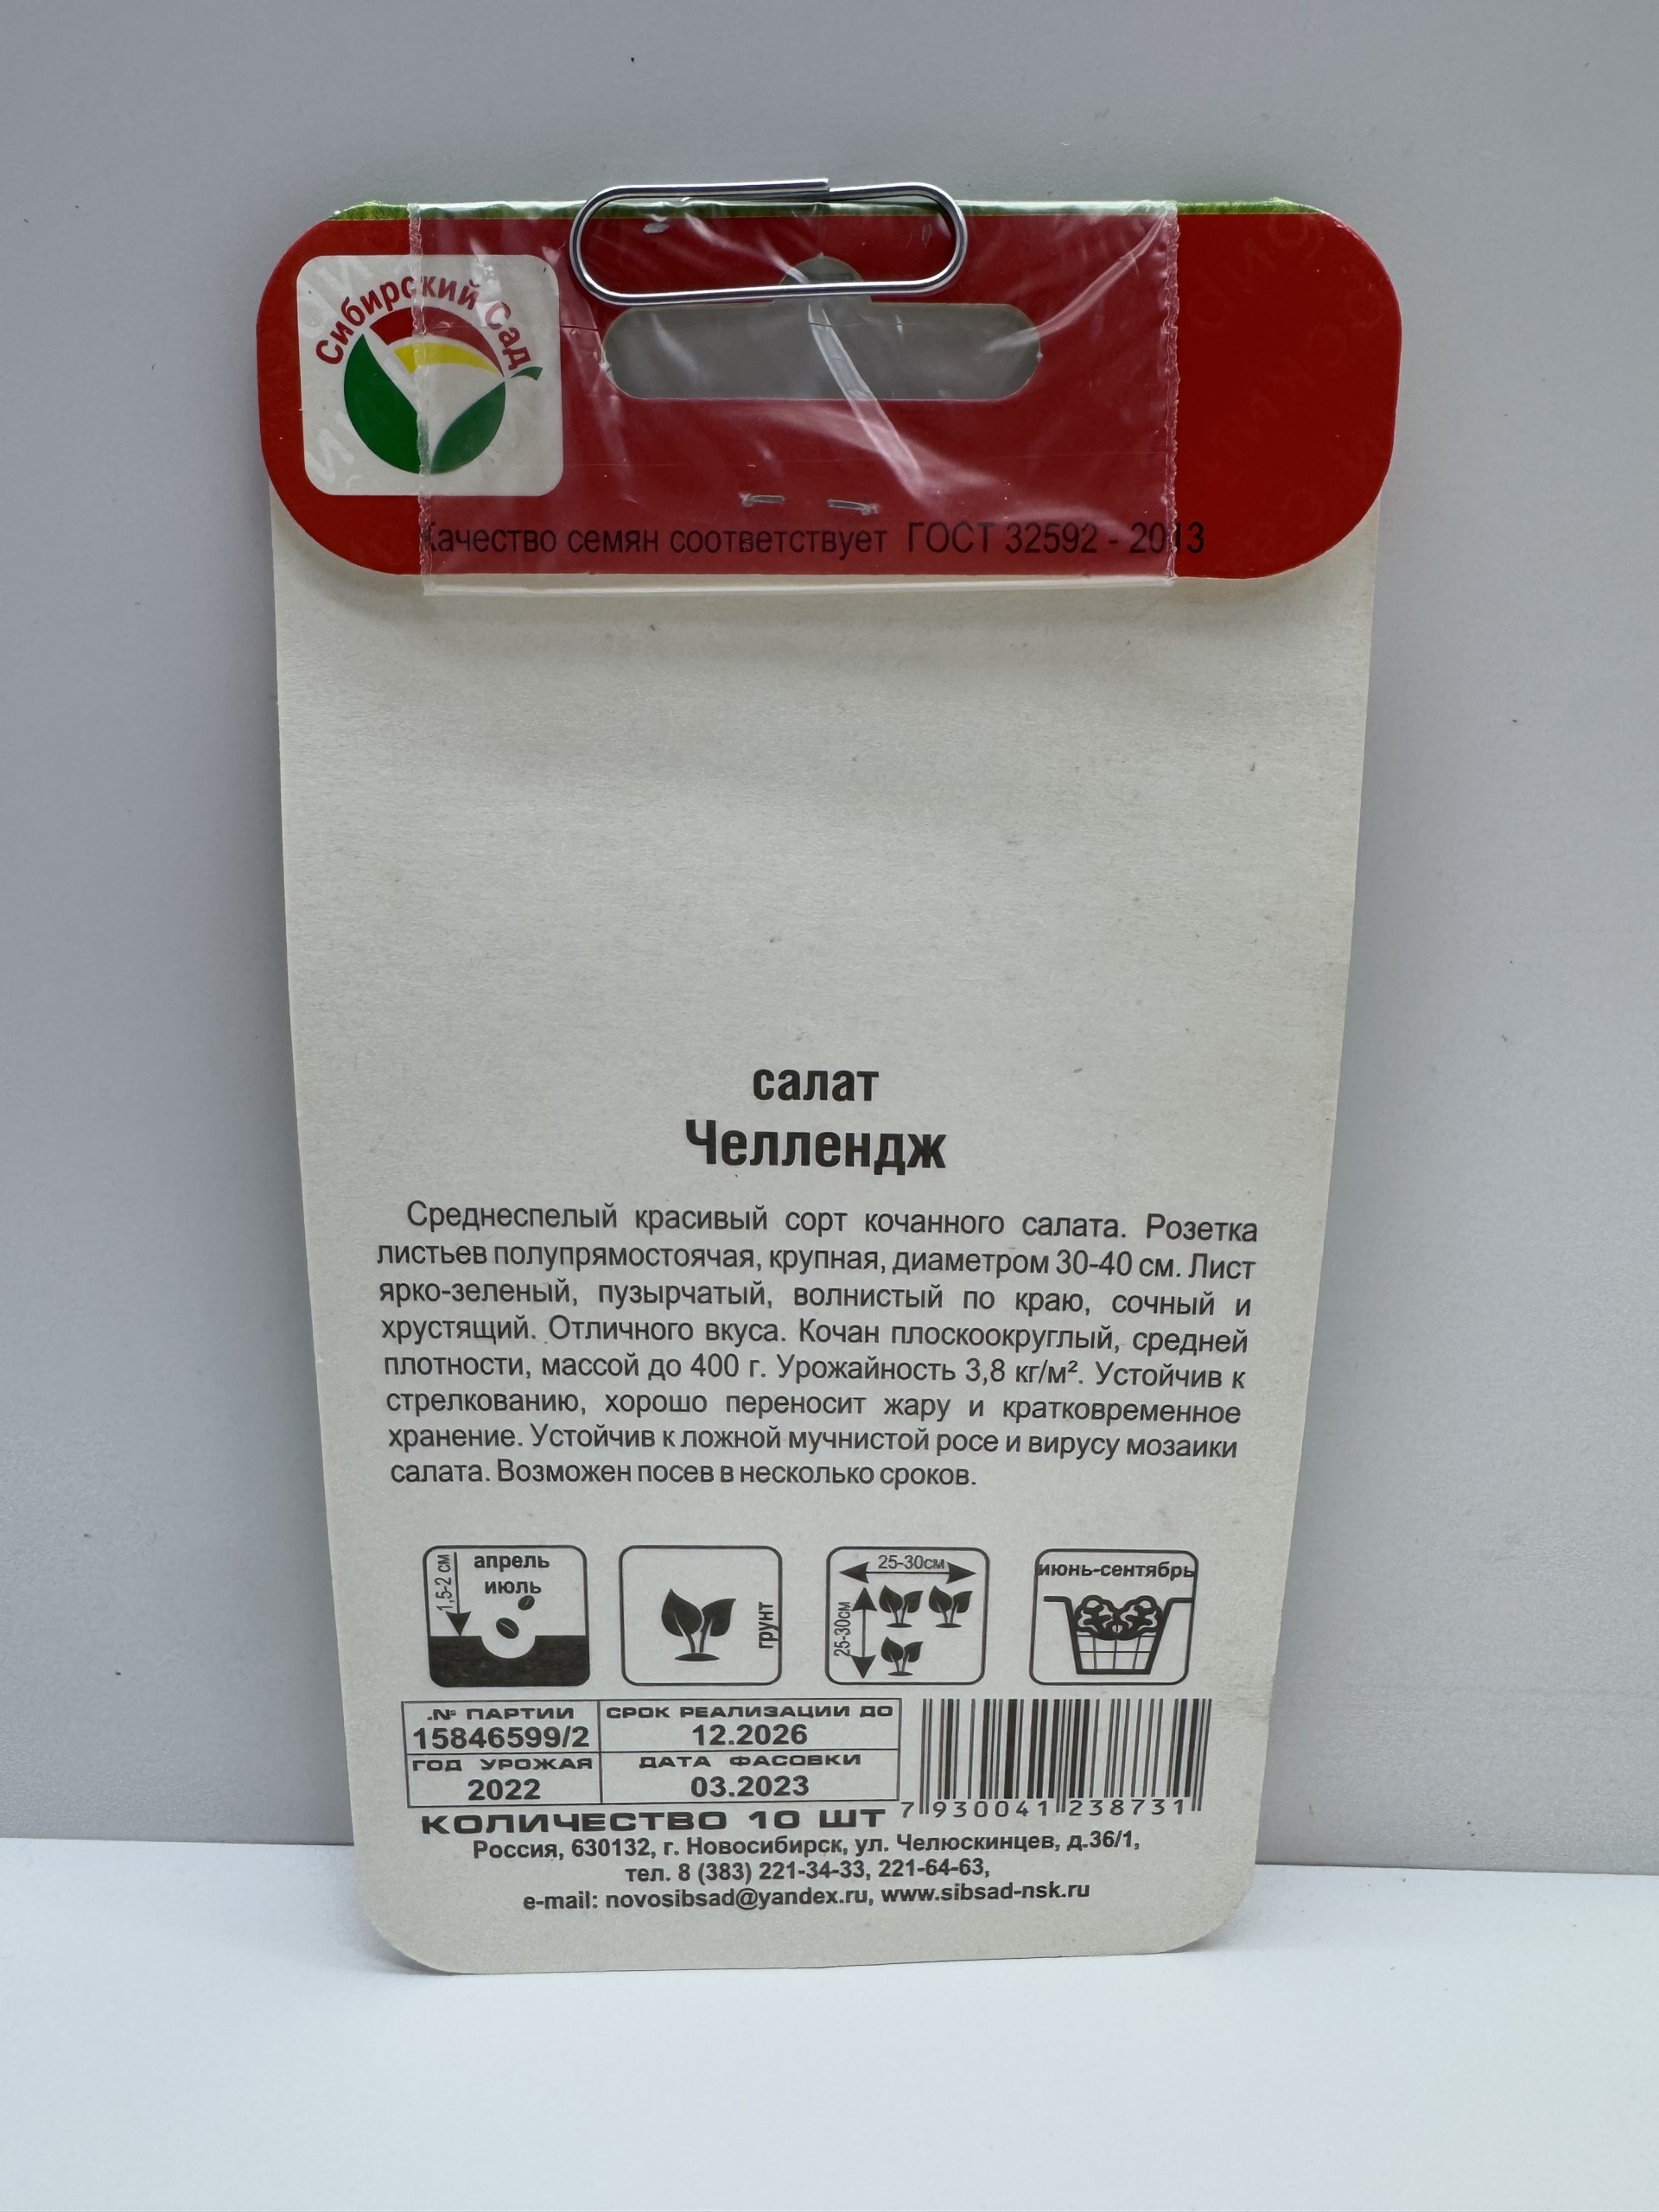 Сибирский Сад
Качество семян соответствует ГОСТ 32592 - 2013
салат
Челлендж
Среднеспелый красивый сорт кочанного салата. Розетка
листьев полупрямостоячая, крупная, диаметром 30-40 см. Лист
ярко-зеленый, пузырчатый, волнистый по краю, сочный и
хрустящий. Отличного вкуса. Кочан плоскоокруглый, средней
плотности, массой до 400 г. Урожайность 3,8 кг/м². Устойчив к
стрелкованию, хорошо переносит жару и кратковременное
хранение. Устойчив к ложной мучнистой росе и вирусу мозаики
салата. Возможен посев в несколько сроков.
1,5-2 см
апрель
июль
грунт
25-30см
25-30см
июнь-сентябрь
№ ПАРТИИ
15846599/2
СРОК РЕАЛИЗАЦИИ ДО
12.2026
ГОД УРОЖАЯ
2022
ДАТА ФАСОВКИ
03.2023
КОЛИЧЕСТВО 10 ШТ
7 930041 238731
Россия, 630132, г. Новосибирск, ул. Челюскинцев, д.36/1,
тел. 8 (383) 221-34-33, 221-64-63,
e-mail: novosibsad@yandex.ru, www.sibsad-nsk.ru